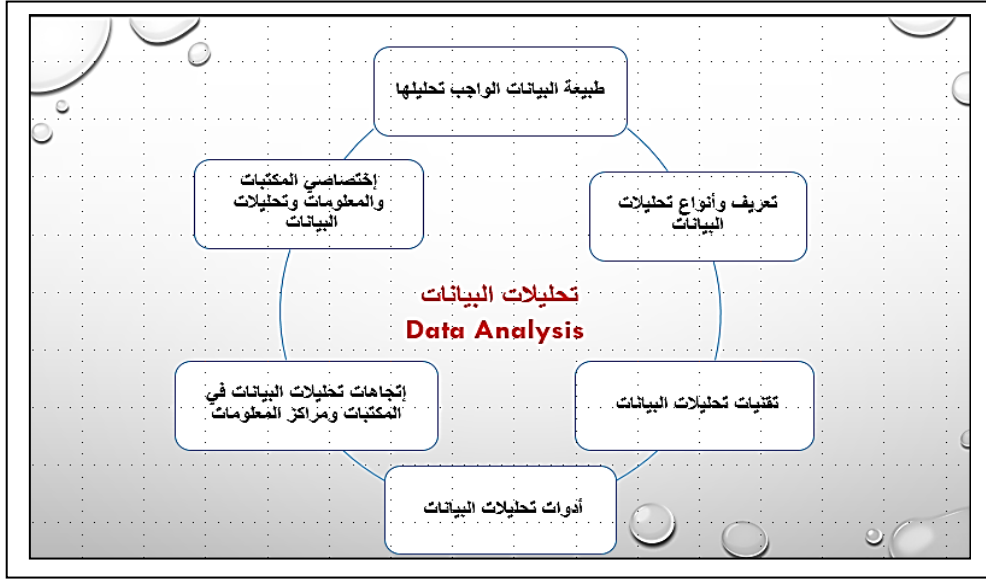 طبيعة البيانات الواجب تحليلها
تعريف وأنواع تحليلات
البيانات
تقنيات تحليلات البيانات
أدوات تحليلات البيانات
إتجاهات تحليلات البيانات في
المكتبات ومراكز المعلومات
إختصاصي المكتبات
والمعلومات وتحليلات
البيانات
تحليلات البيانات
Data Analysis